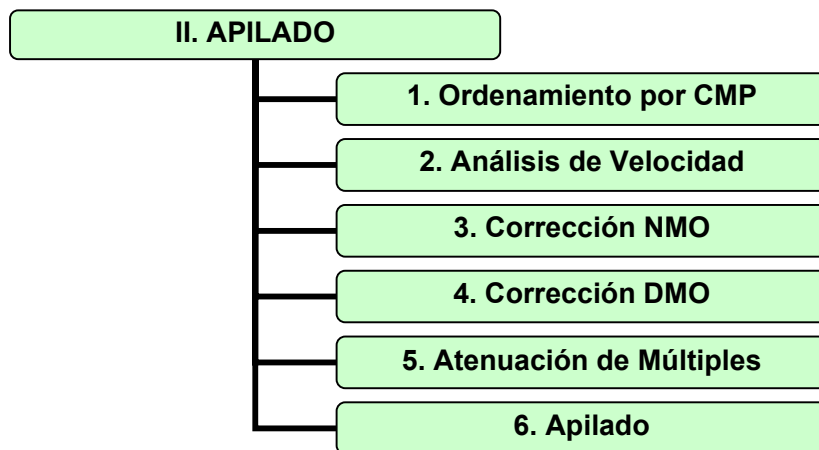 II. APILADO
1. Ordenamiento por CMP
2. Análisis de Velocidad
3. Corrección NMO
4. Corrección DMO
5. Atenuación de Múltiples
6. Apilado